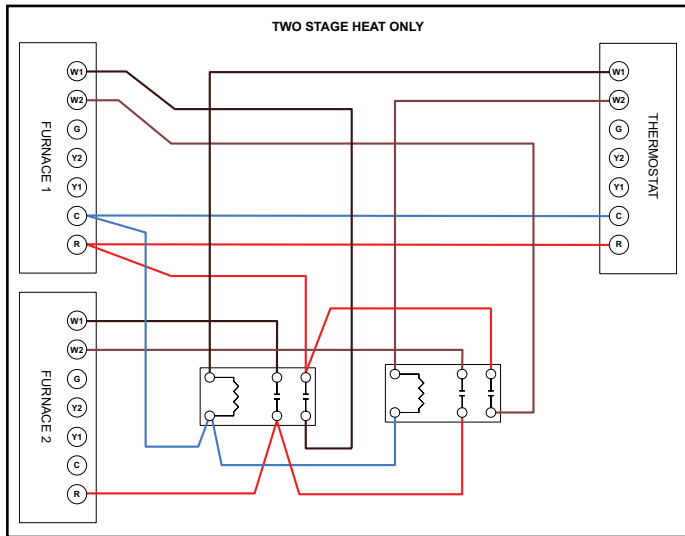 TWO STAGE HEAT ONLY
FURNACE 1
W1
W2
G
Y2
Y1
C
R
THERMOSTAT
W1
W2
G
Y2
Y1
C
R
FURNACE 2
W1
W2
G
Y2
Y1
C
R